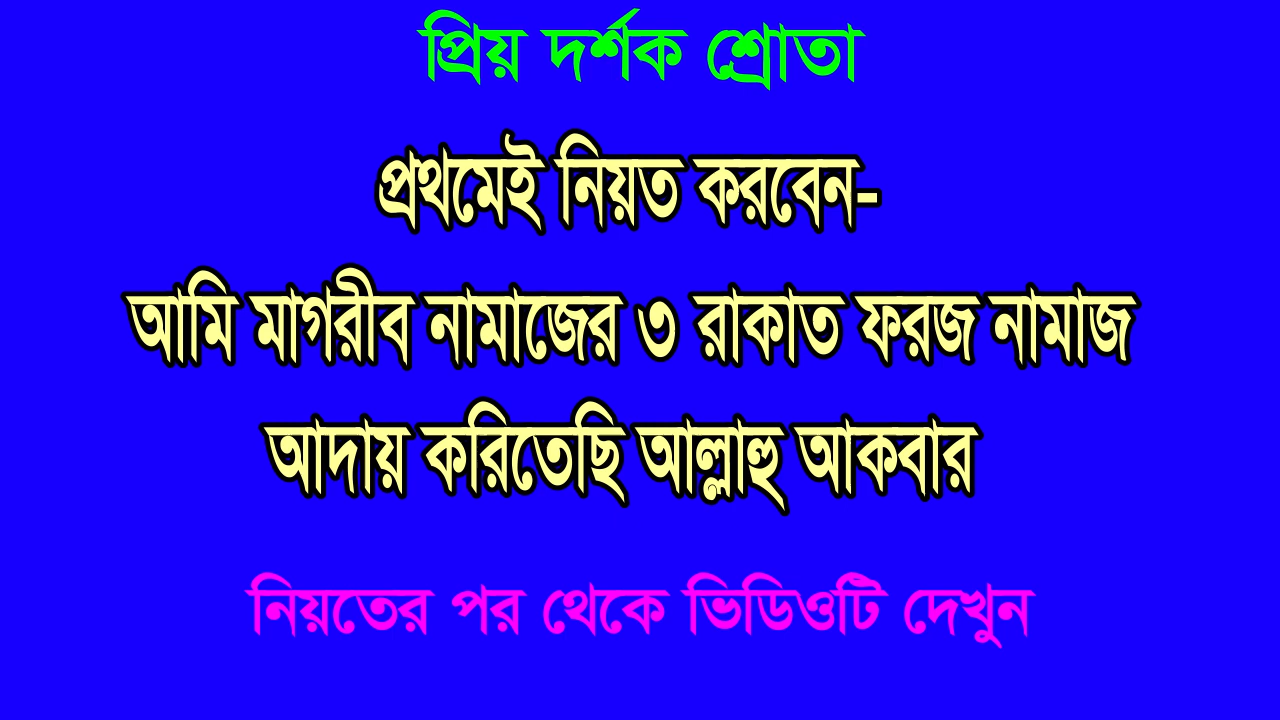 প্রিয় দর্শক শ্রোতা
প্রথমেই নিয়ত করবেন-
আমি মাগরীব নামাজের ৩ রাকাত ফরজ নামাজ
আদায় করিতেছি আল্লাহু আকবার
নিয়তের পর থেকে ভিডিওটি দেখুন